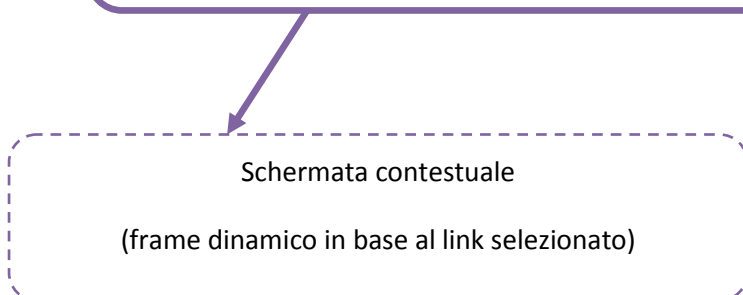 Schermata contestuale
(frame dinamico in base al link selezionato)